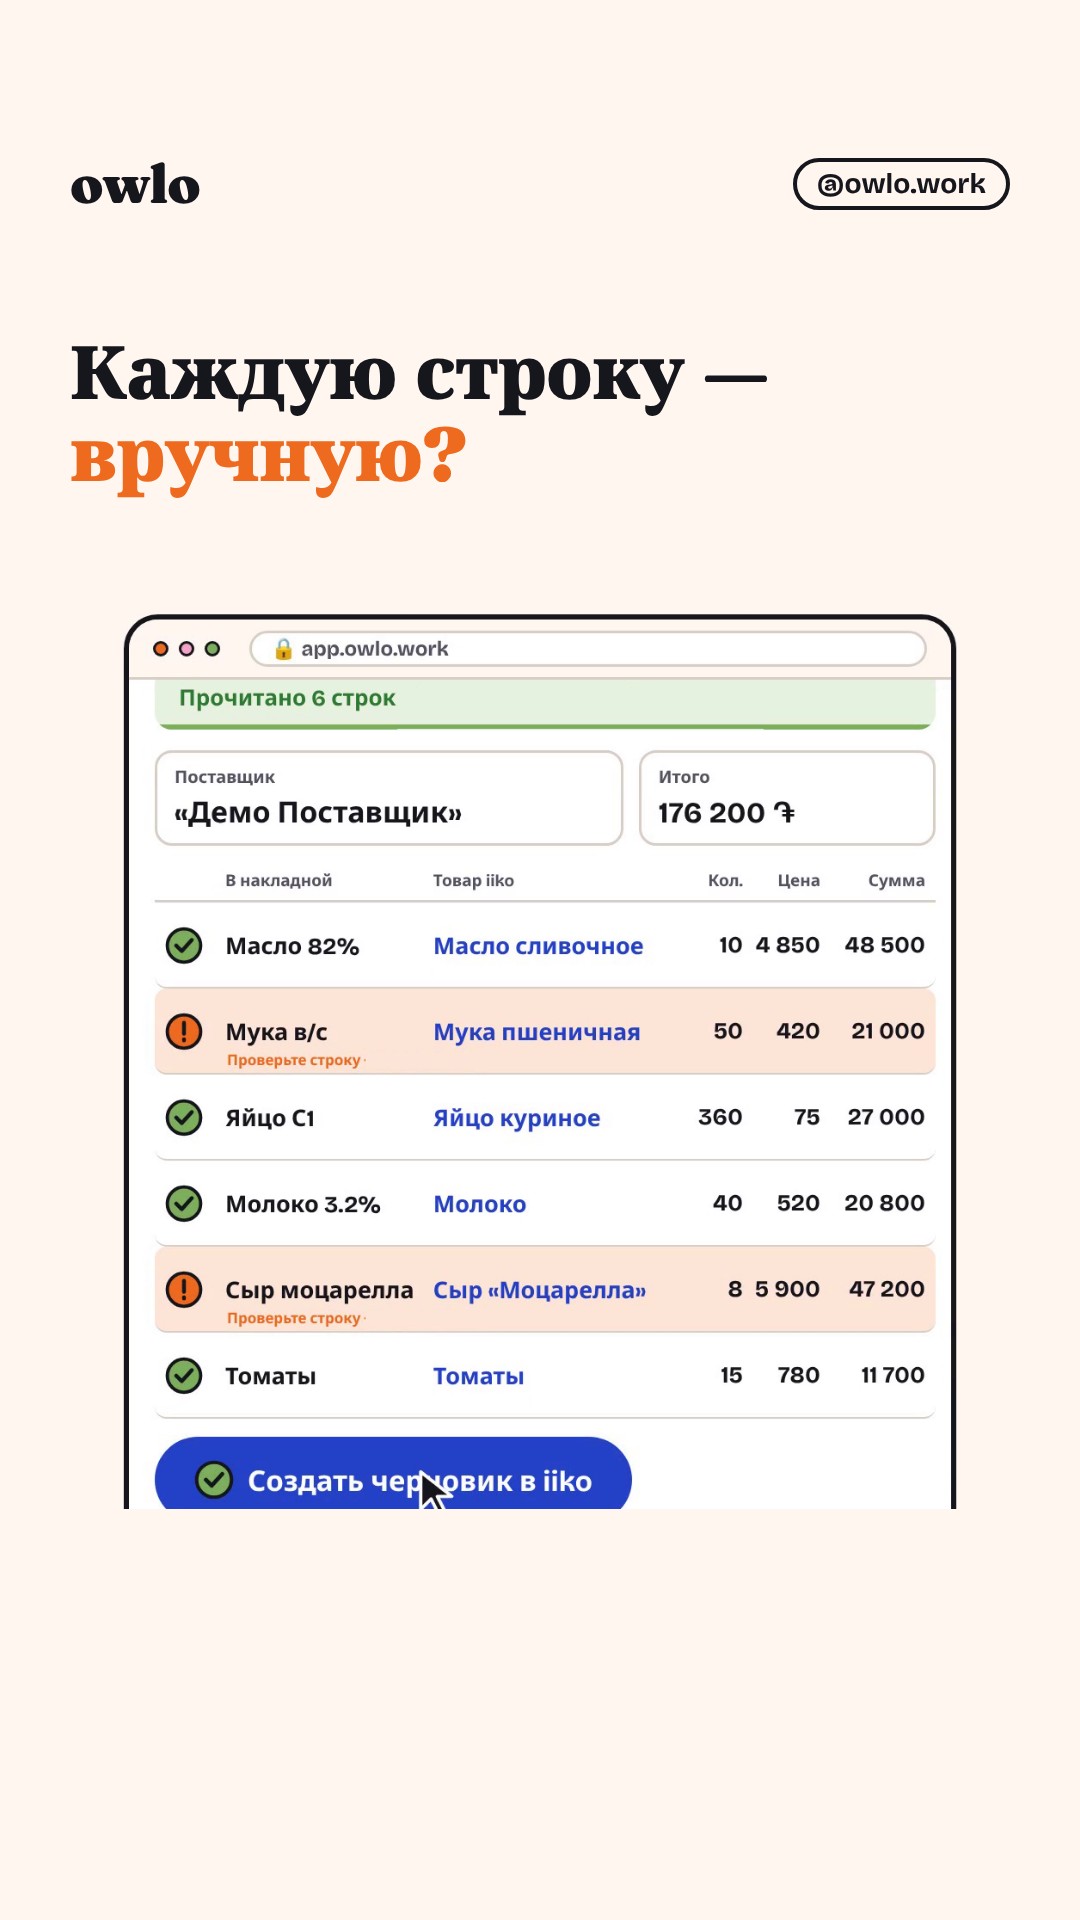 owlo
@owlo.work
Каждую строку —
вручную?
app.owlo.work
Прочитано 6 строк
Поставщик
«Демо Поставщик»
Итого
176 200 ֏
В накладной Товар iiko Кол. Цена Сумма
Масло 82% Масло сливочное 10 4 850 48 500
Мука в/с Мука пшеничная 50 420 21 000
Проверьте строку ·
Яйцо С1 Яйцо куриное 360 75 27 000
Молоко 3.2% Молоко 40 520 20 800
Сыр моцарелла Сыр «Моцарелла» 8 5 900 47 200
Проверьте строку ·
Томаты Томаты 15 780 11 700
Создать черновик в iiko